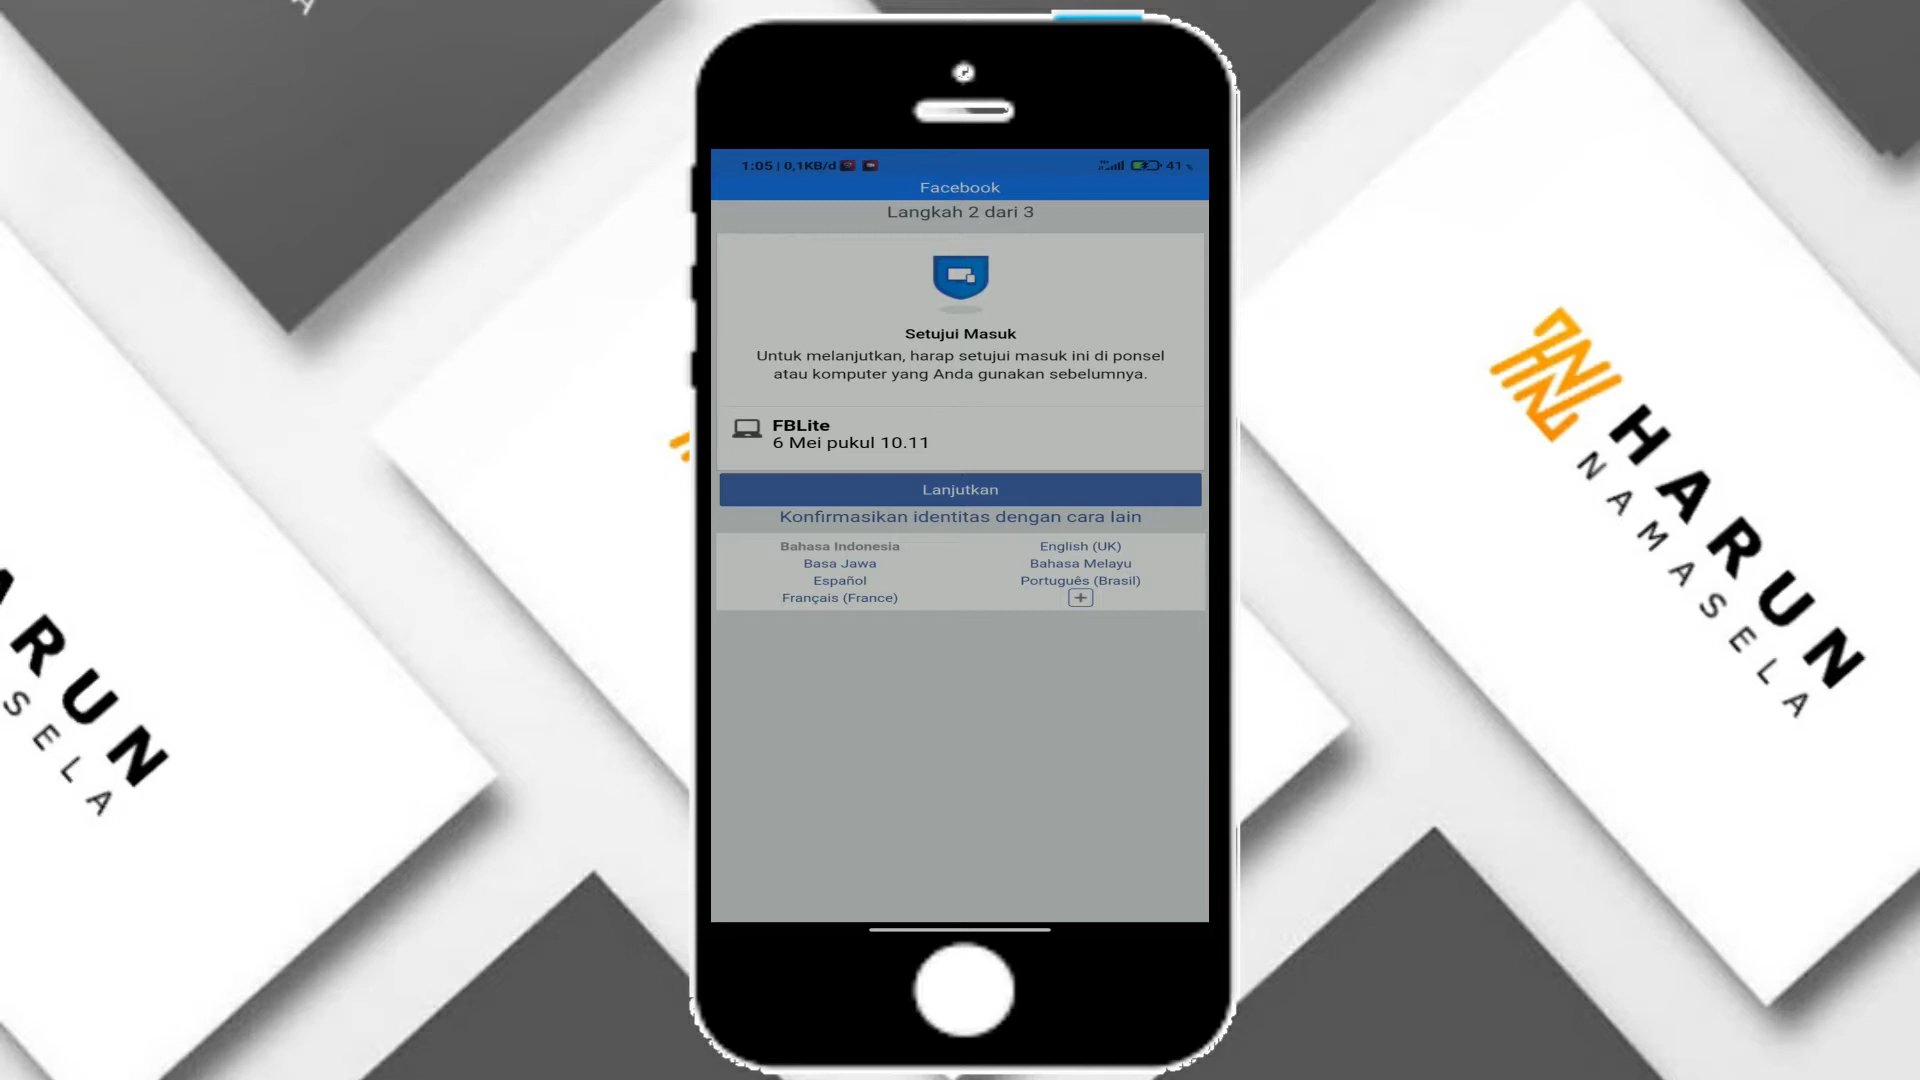 1:05 | 0,1KB/d
41
Facebook
Langkah 2 dari 3
Setujui Masuk
Untuk melanjutkan, harap setujui masuk ini di ponsel
atau komputer yang Anda gunakan sebelumnya.
FBLite
6 Mei pukul 10.11
Lanjutkan
Konfirmasikan identitas dengan cara lain
Bahasa Indonesia
English (UK)
Basa Jawa
Bahasa Melayu
Español
Português (Brasil)
Français (France)
+
HARUN
NAMASELA
ARUN
SELA